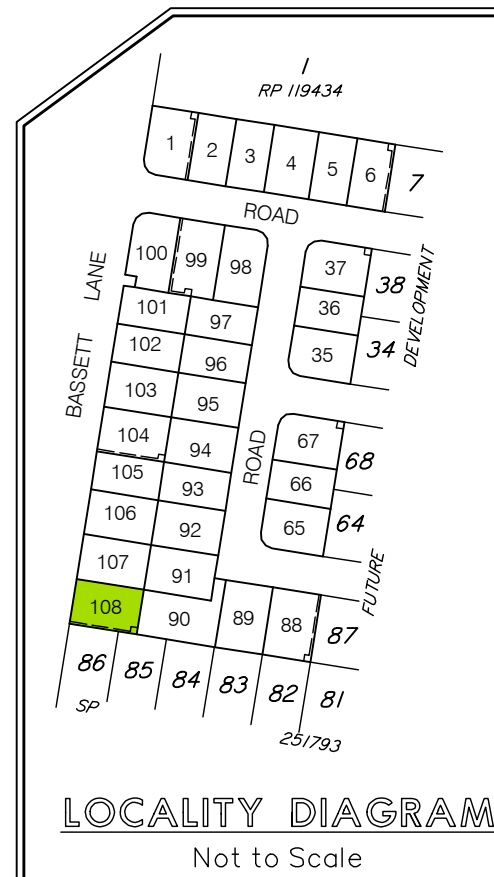 1
RP 119434
1 2 3 4 5 6 7
ROAD
100 99 98
BASSETT LANE
101 97
102 96
103 95
104 94
105 93
106 92
107 91
108 90 89 88 87
ROAD
37 38
36
35 34
DEVELOPMENT
67 68
66
65 64
FUTURE
86 85 84 83 82 81
SP 251793
LOCALITY DIAGRAM
Not to Scale